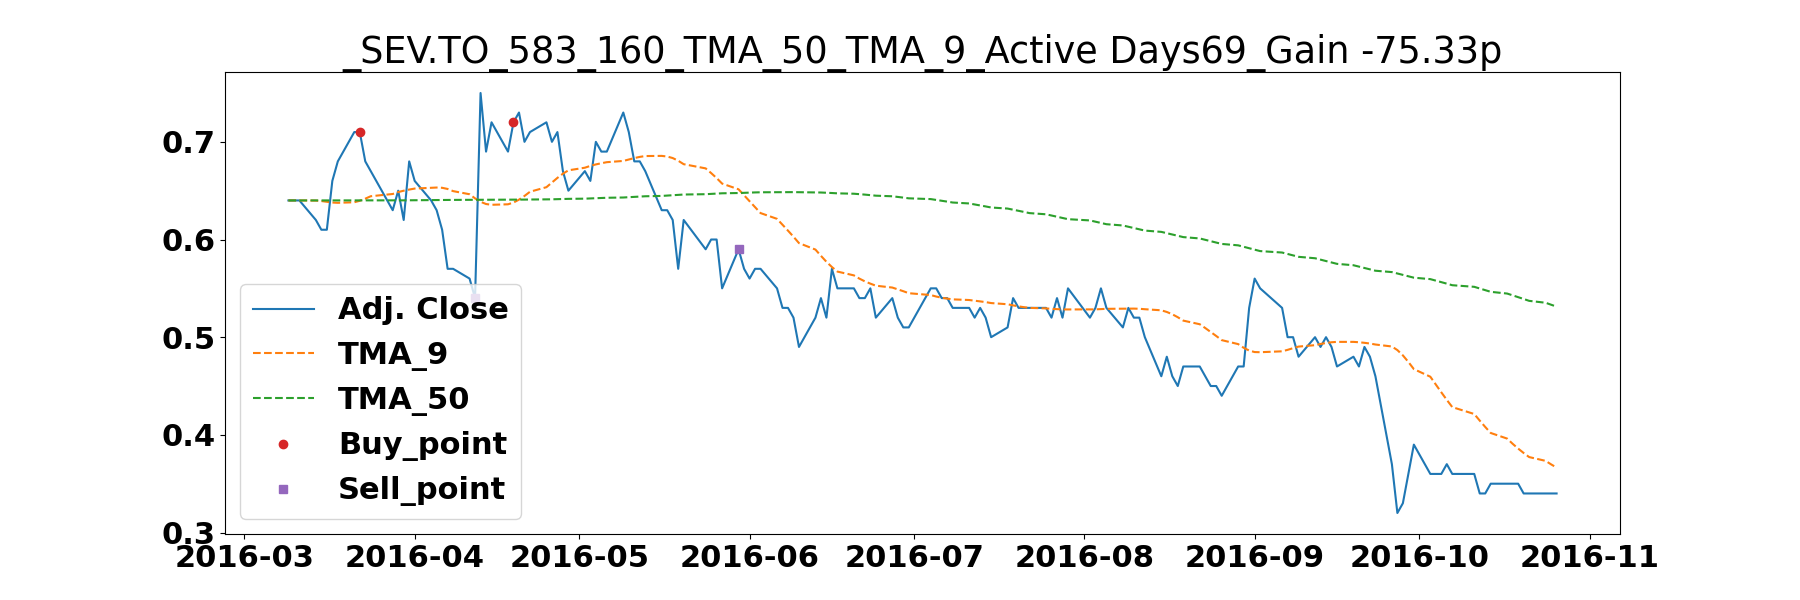 _SEV.TO_583_160_TMA_50_TMA_9_Active Days69_Gain -75.33p
0.7
0.6
0.5
0.4
0.3
Adj. Close
TMA_9
TMA_50
Buy_point
Sell_point
2016-03 2016-04 2016-05 2016-06 2016-07 2016-08 2016-09 2016-10 2016-11